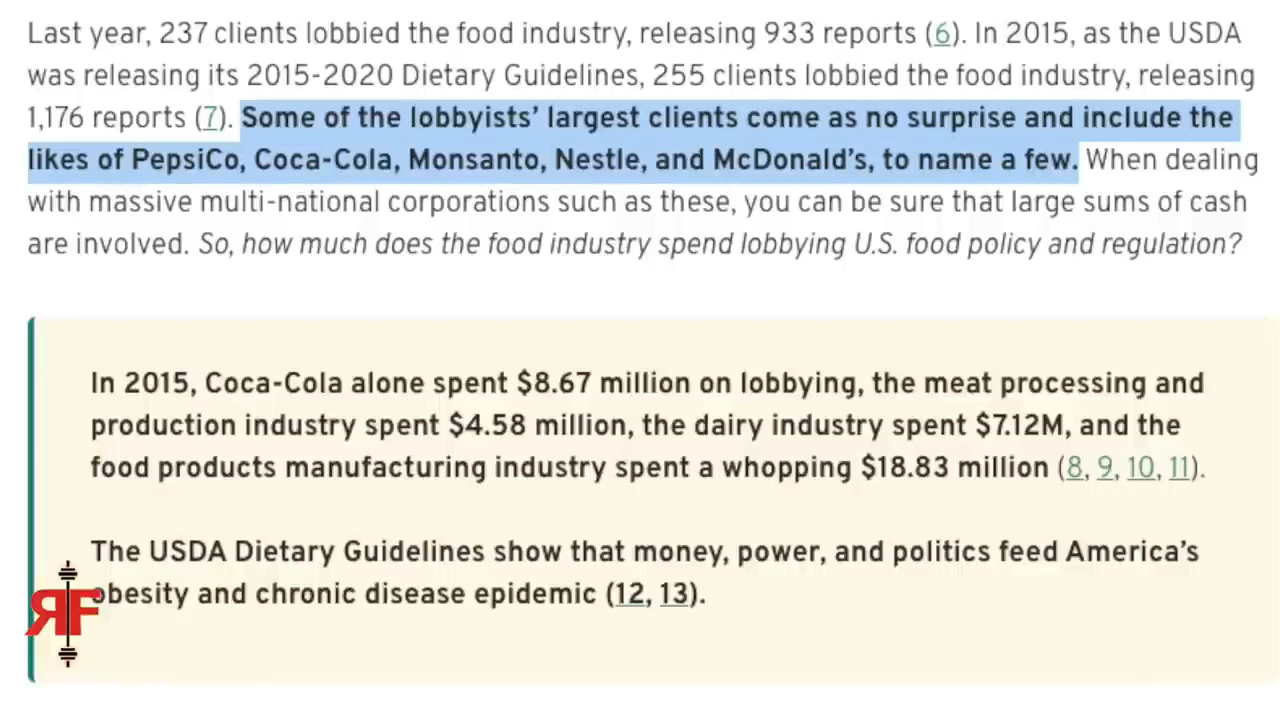 Last year, 237 clients lobbied the food industry, releasing 933 reports (6). In 2015, as the USDA
was releasing its 2015-2020 Dietary Guidelines, 255 clients lobbied the food industry, releasing
1,176 reports (7). Some of the lobbyists’ largest clients come as no surprise and include the
likes of PepsiCo, Coca-Cola, Monsanto, Nestle, and McDonald’s, to name a few. When dealing
with massive multi-national corporations such as these, you can be sure that large sums of cash
are involved. So, how much does the food industry spend lobbying U.S. food policy and regulation?
In 2015, Coca-Cola alone spent $8.67 million on lobbying, the meat processing and
production industry spent $4.58 million, the dairy industry spent $7.12M, and the
food products manufacturing industry spent a whopping $18.83 million (8, 9, 10, 11).
The USDA Dietary Guidelines show that money, power, and politics feed America’s
obesity and chronic disease epidemic (12, 13).
RF